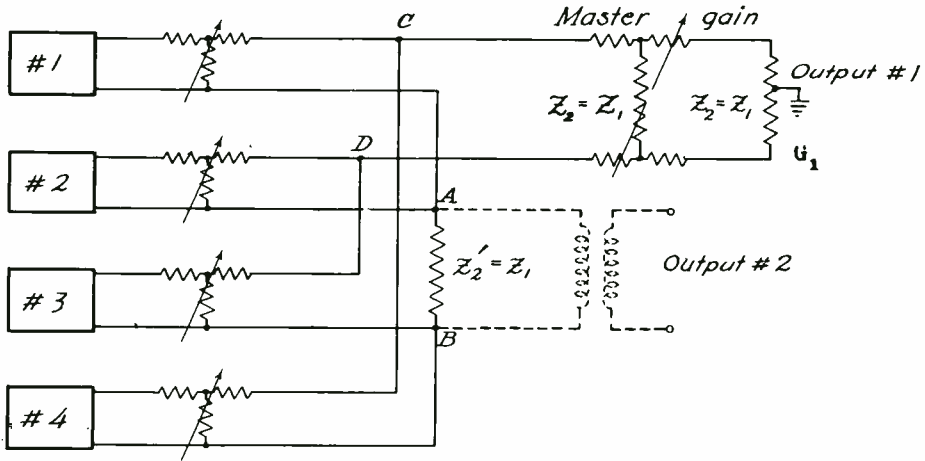 C
Master gain
#1
Output #1
Z₂ = Z₁
Z₂ = Z₁
D
G₁
#2
A
Z₂' = Z₁
Output #2
#3
B
#4